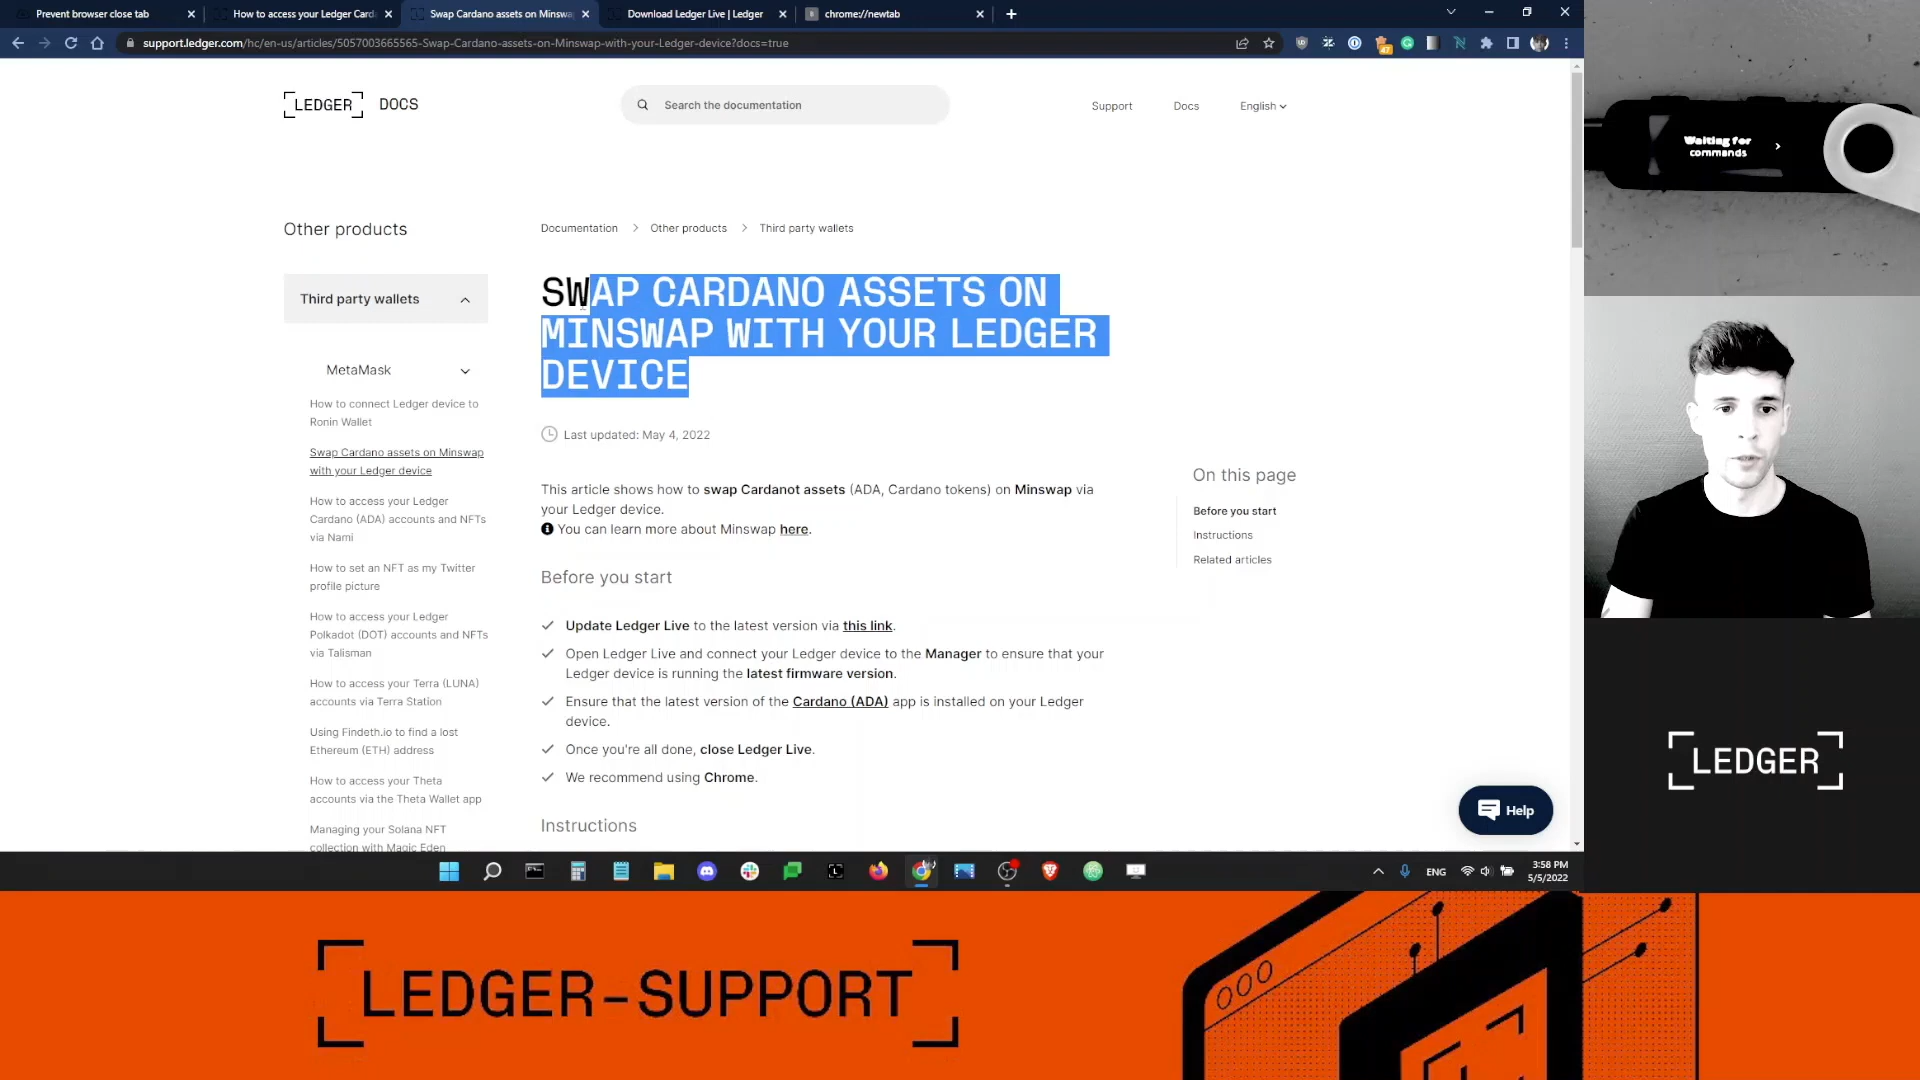 Prevent browser close tab
How to access your Ledger Card
Swap Cardano assets on Minswa
Download Ledger Live | Ledger
chrome://newtab
support.ledger.com/hc/en-us/articles/5057003665565-Swap-Cardano-assets-on-Minswap-with-your-Ledger-device?docs=true
47
LEDGER DOCS
Search the documentation
Support
Docs
English
Waiting for
commands
Other products
Documentation > Other products > Third party wallets
Third party wallets
MetaMask
How to connect Ledger device to
Ronin Wallet
Swap Cardano assets on Minswap
with your Ledger device
How to access your Ledger
Cardano (ADA) accounts and NFTs
via Nami
How to set an NFT as my Twitter
profile picture
How to access your Ledger
Polkadot (DOT) accounts and NFTs
via Talisman
How to access your Terra (LUNA)
accounts via Terra Station
Using Findeth.io to find a lost
Ethereum (ETH) address
How to access your Theta
accounts via the Theta Wallet app
Managing your Solana NFT
collection with Magic Eden
SWAP CARDANO ASSETS ON
MINSWAP WITH YOUR LEDGER
DEVICE
Last updated: May 4, 2022
This article shows how to swap Cardanot assets (ADA, Cardano tokens) on Minswap via
your Ledger device.
You can learn more about Minswap here.
Before you start
Update Ledger Live to the latest version via this link.
Open Ledger Live and connect your Ledger device to the Manager to ensure that your
Ledger device is running the latest firmware version.
Ensure that the latest version of the Cardano (ADA) app is installed on your Ledger
device.
Once you're all done, close Ledger Live.
We recommend using Chrome.
Instructions
On this page
Before you start
Instructions
Related articles
Help
LEDGER
ENG
3:58 PM
5/5/2022
LEDGER-SUPPORT